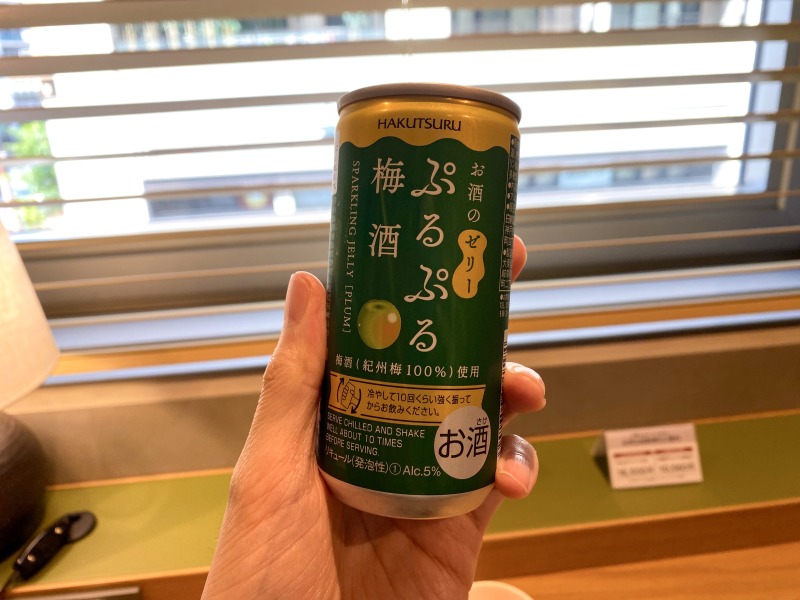 HAKUTSURU
お酒の
ゼリー
ぷるぷる
梅酒
SPARKLING JELLY [PLUM]
梅酒(紀州梅100%)使用
冷やして10回くらい強く振って
からお飲みください。
SERVE CHILLED AND SHAKE
WELL ABOUT 10 TIMES
BEFORE SERVING.
リキュール(発泡性)①Alc.5%
さけ
お酒